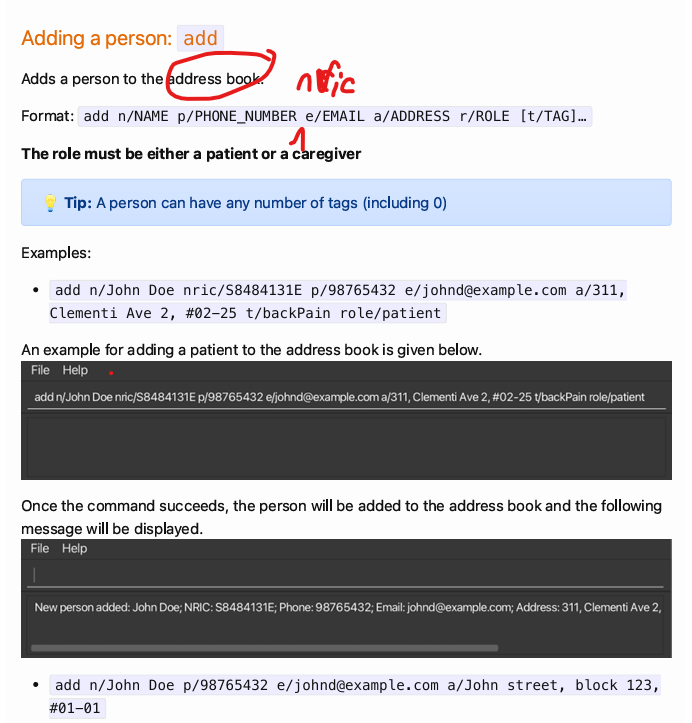 Adding a person: add
Adds a person to the address book.
nric
Format: add n/NAME p/PHONE_NUMBER e/EMAIL a/ADDRESS r/ROLE [t/TAG]…
The role must be either a patient or a caregiver
💡 Tip: A person can have any number of tags (including 0)
Examples:
• add n/John Doe nric/S8484131E p/98765432 e/johnd@example.com a/311,
Clementi Ave 2, #02-25 t/backPain role/patient
An example for adding a patient to the address book is given below.
File Help
add n/John Doe nric/S8484131E p/98765432 e/johnd@example.com a/311, Clementi Ave 2, #02-25 t/backPain role/patient
Once the command succeeds, the person will be added to the address book and the following
message will be displayed.
File Help
New person added: John Doe; NRIC: S8484131E; Phone: 98765432; Email: johnd@example.com; Address: 311, Clementi Ave 2,
• add n/John Doe p/98765432 e/johnd@example.com a/John street, block 123,
#01-01